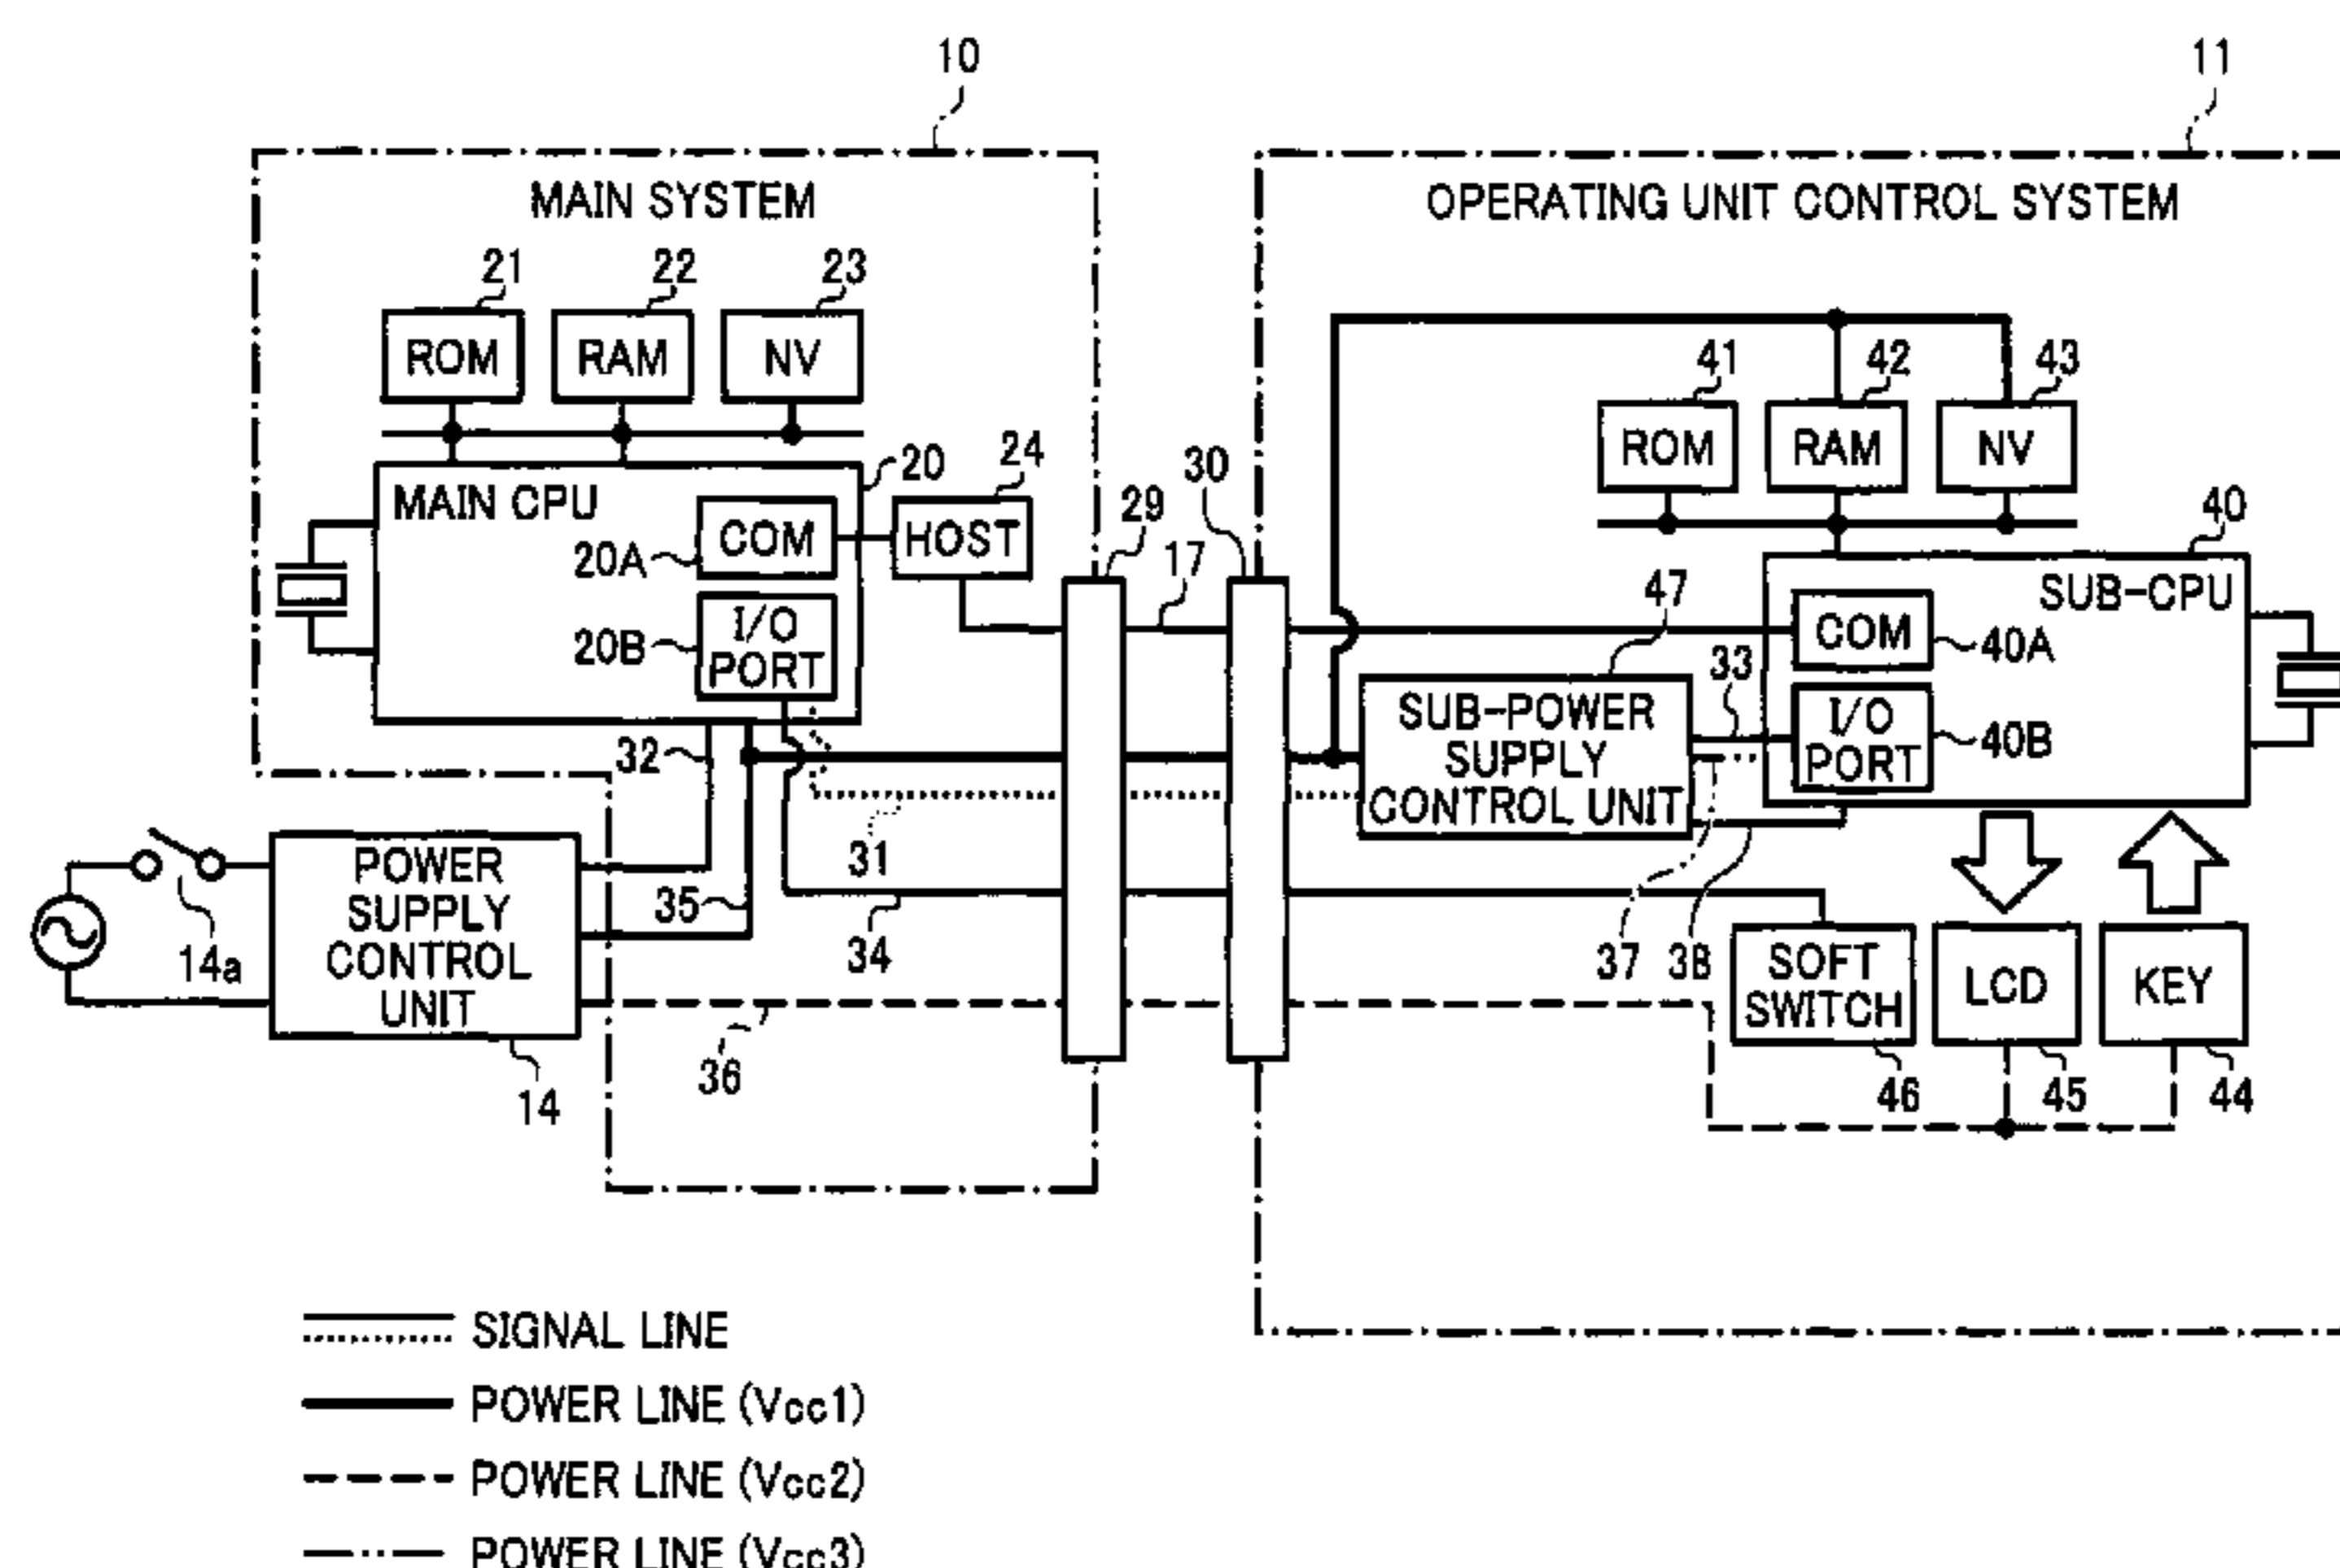 10
11
MAIN SYSTEM
OPERATING UNIT CONTROL SYSTEM
21
22
23
ROM
RAM
NV
41
42
43
ROM
RAM
NV
20
24
30
29
40
MAIN CPU
COM
HOST
20A
17
47
SUB-CPU
COM
40A
20B
I/O
PORT
33
SUB-POWER
SUPPLY
CONTROL UNIT
I/O
PORT
40B
32
31
35
34
POWER
SUPPLY
CONTROL
UNIT
14a
14
36
37
38
SOFT
SWITCH
LCD
KEY
46
45
44
SIGNAL LINE
POWER LINE (Vcc1)
POWER LINE (Vcc2)
POWER LINE (Vcc3)